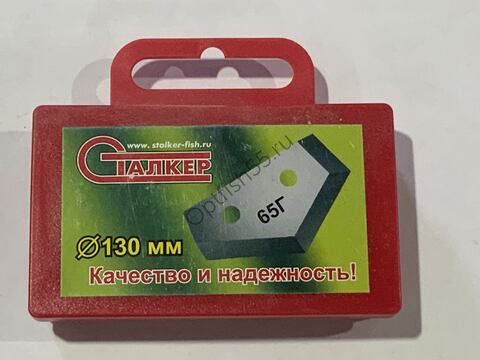 www.stalker-fish.ru
СТАЛКЕР
65Г
Optfish55.ru
Ø130 мм
Качество и надежность!